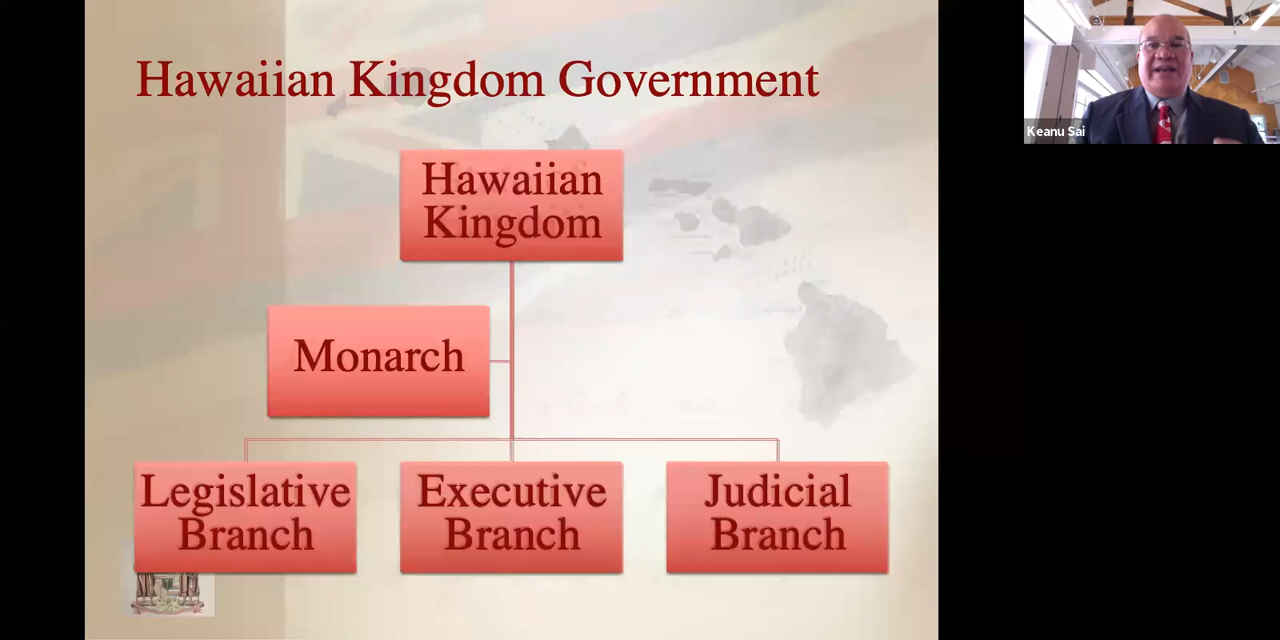 Hawaiian Kingdom Government
Hawaiian
Kingdom
Monarch
Legislative
Branch
Executive
Branch
Judicial
Branch
Keanu Sai